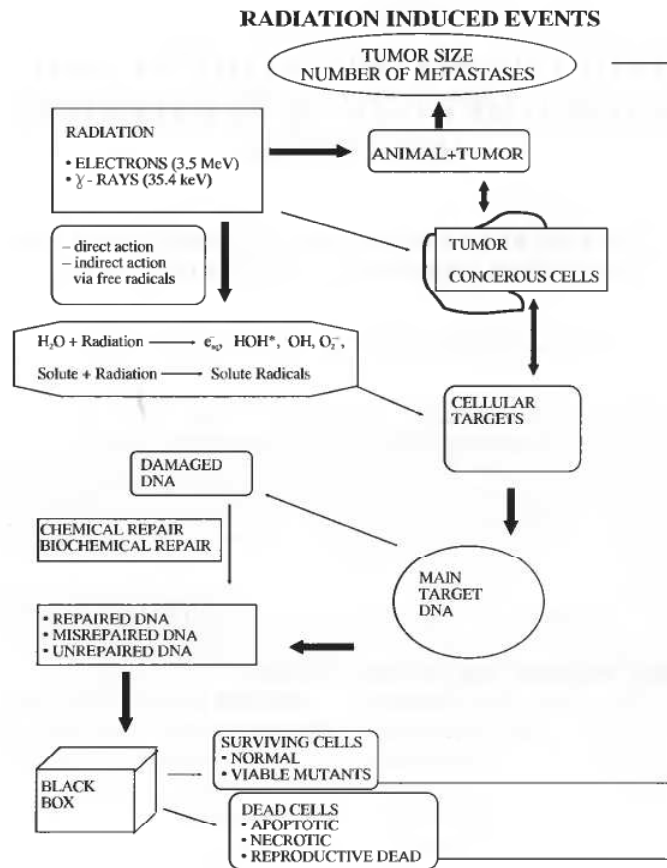 RADIATION INDUCED EVENTS
TUMOR SIZE
NUMBER OF METASTASES
RADIATION
• ELECTRONS (3.5 MeV)
• γ - RAYS (35.4 keV)
ANIMAL+TUMOR
– direct action
– indirect action
via free radicals
TUMOR
CONCEROUS CELLS
H₂O + Radiation ⟶ e⁻aq, HOH*, OH, O₂⁻,
Solute + Radiation ⟶ Solute Radicals
CELLULAR
TARGETS
DAMAGED
DNA
CHEMICAL REPAIR
BIOCHEMICAL REPAIR
MAIN
TARGET
DNA
• REPAIRED DNA
• MISREPAIRED DNA
• UNREPAIRED DNA
BLACK
BOX
SURVIVING CELLS
• NORMAL
• VIABLE MUTANTS
DEAD CELLS
• APOPTOTIC
• NECROTIC
• REPRODUCTIVE DEAD